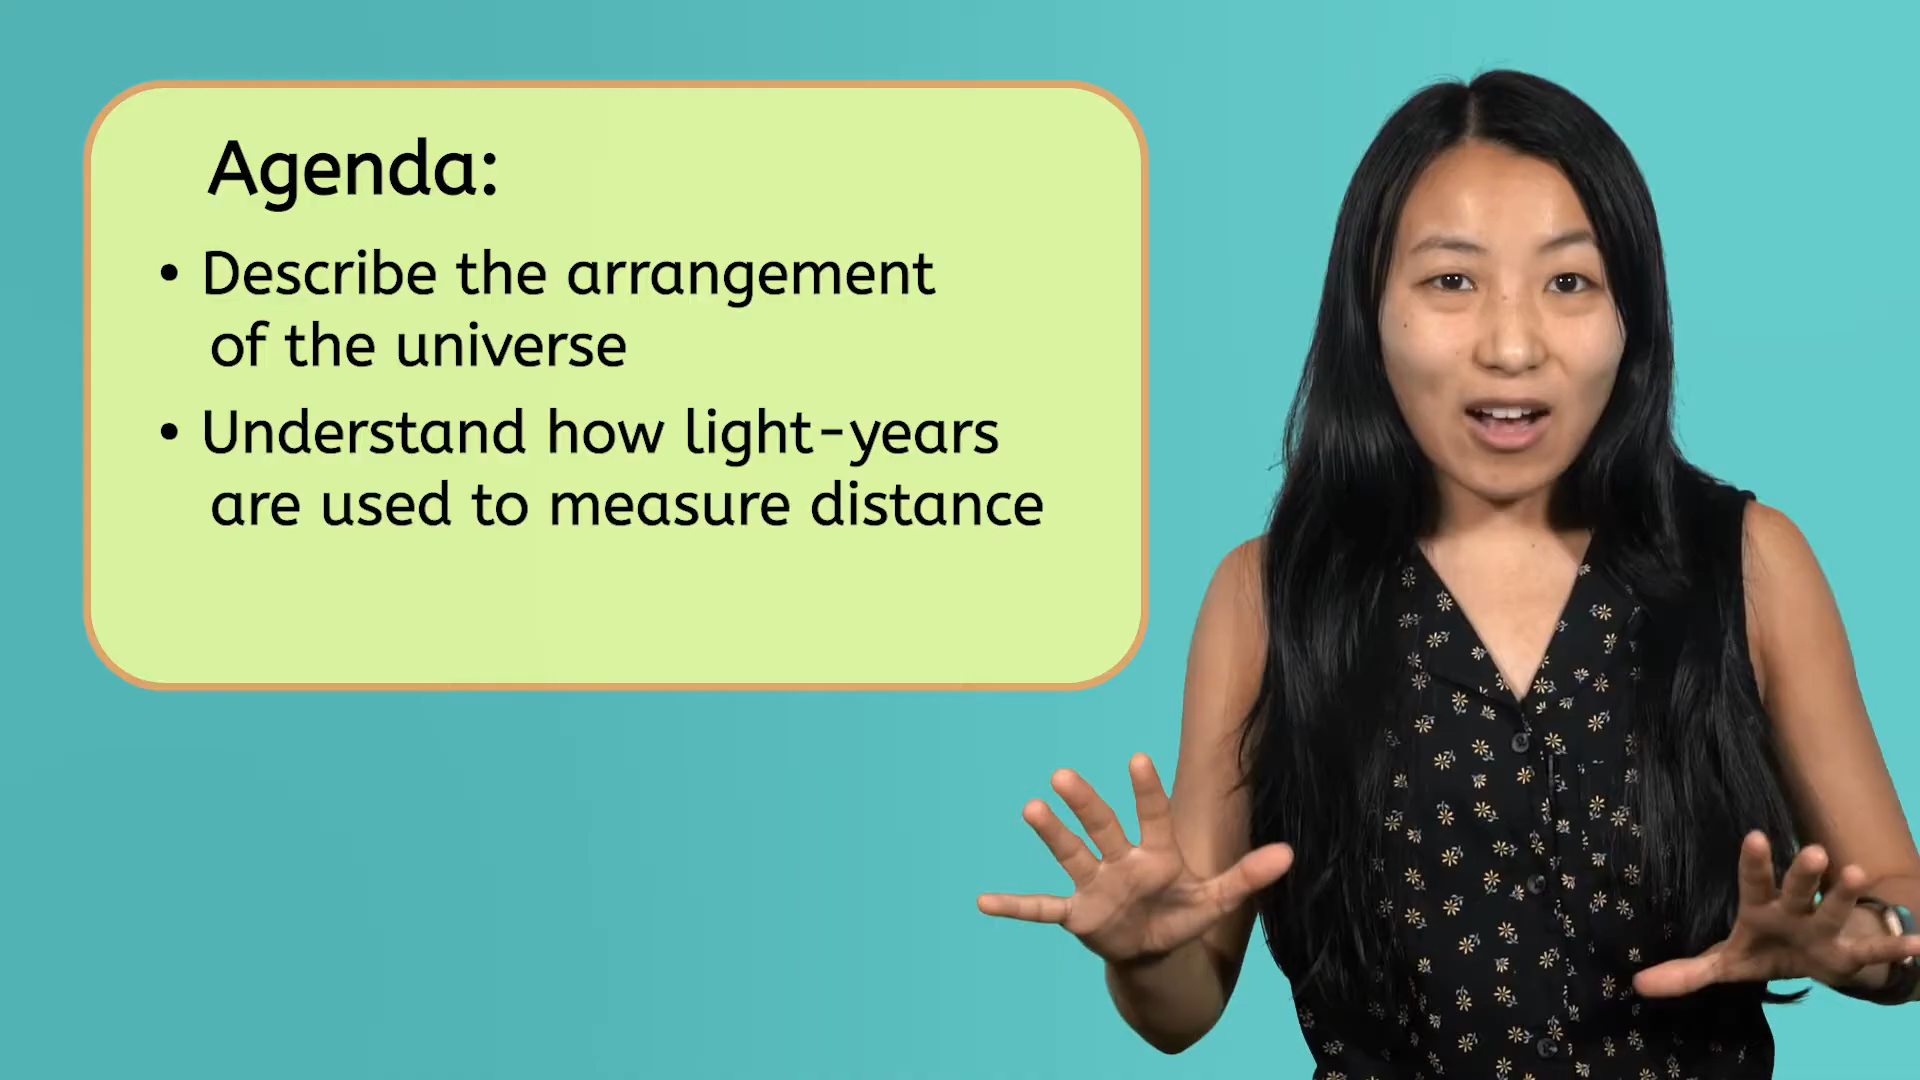 Agenda:
• Describe the arrangement
of the universe
• Understand how light-years
are used to measure distance